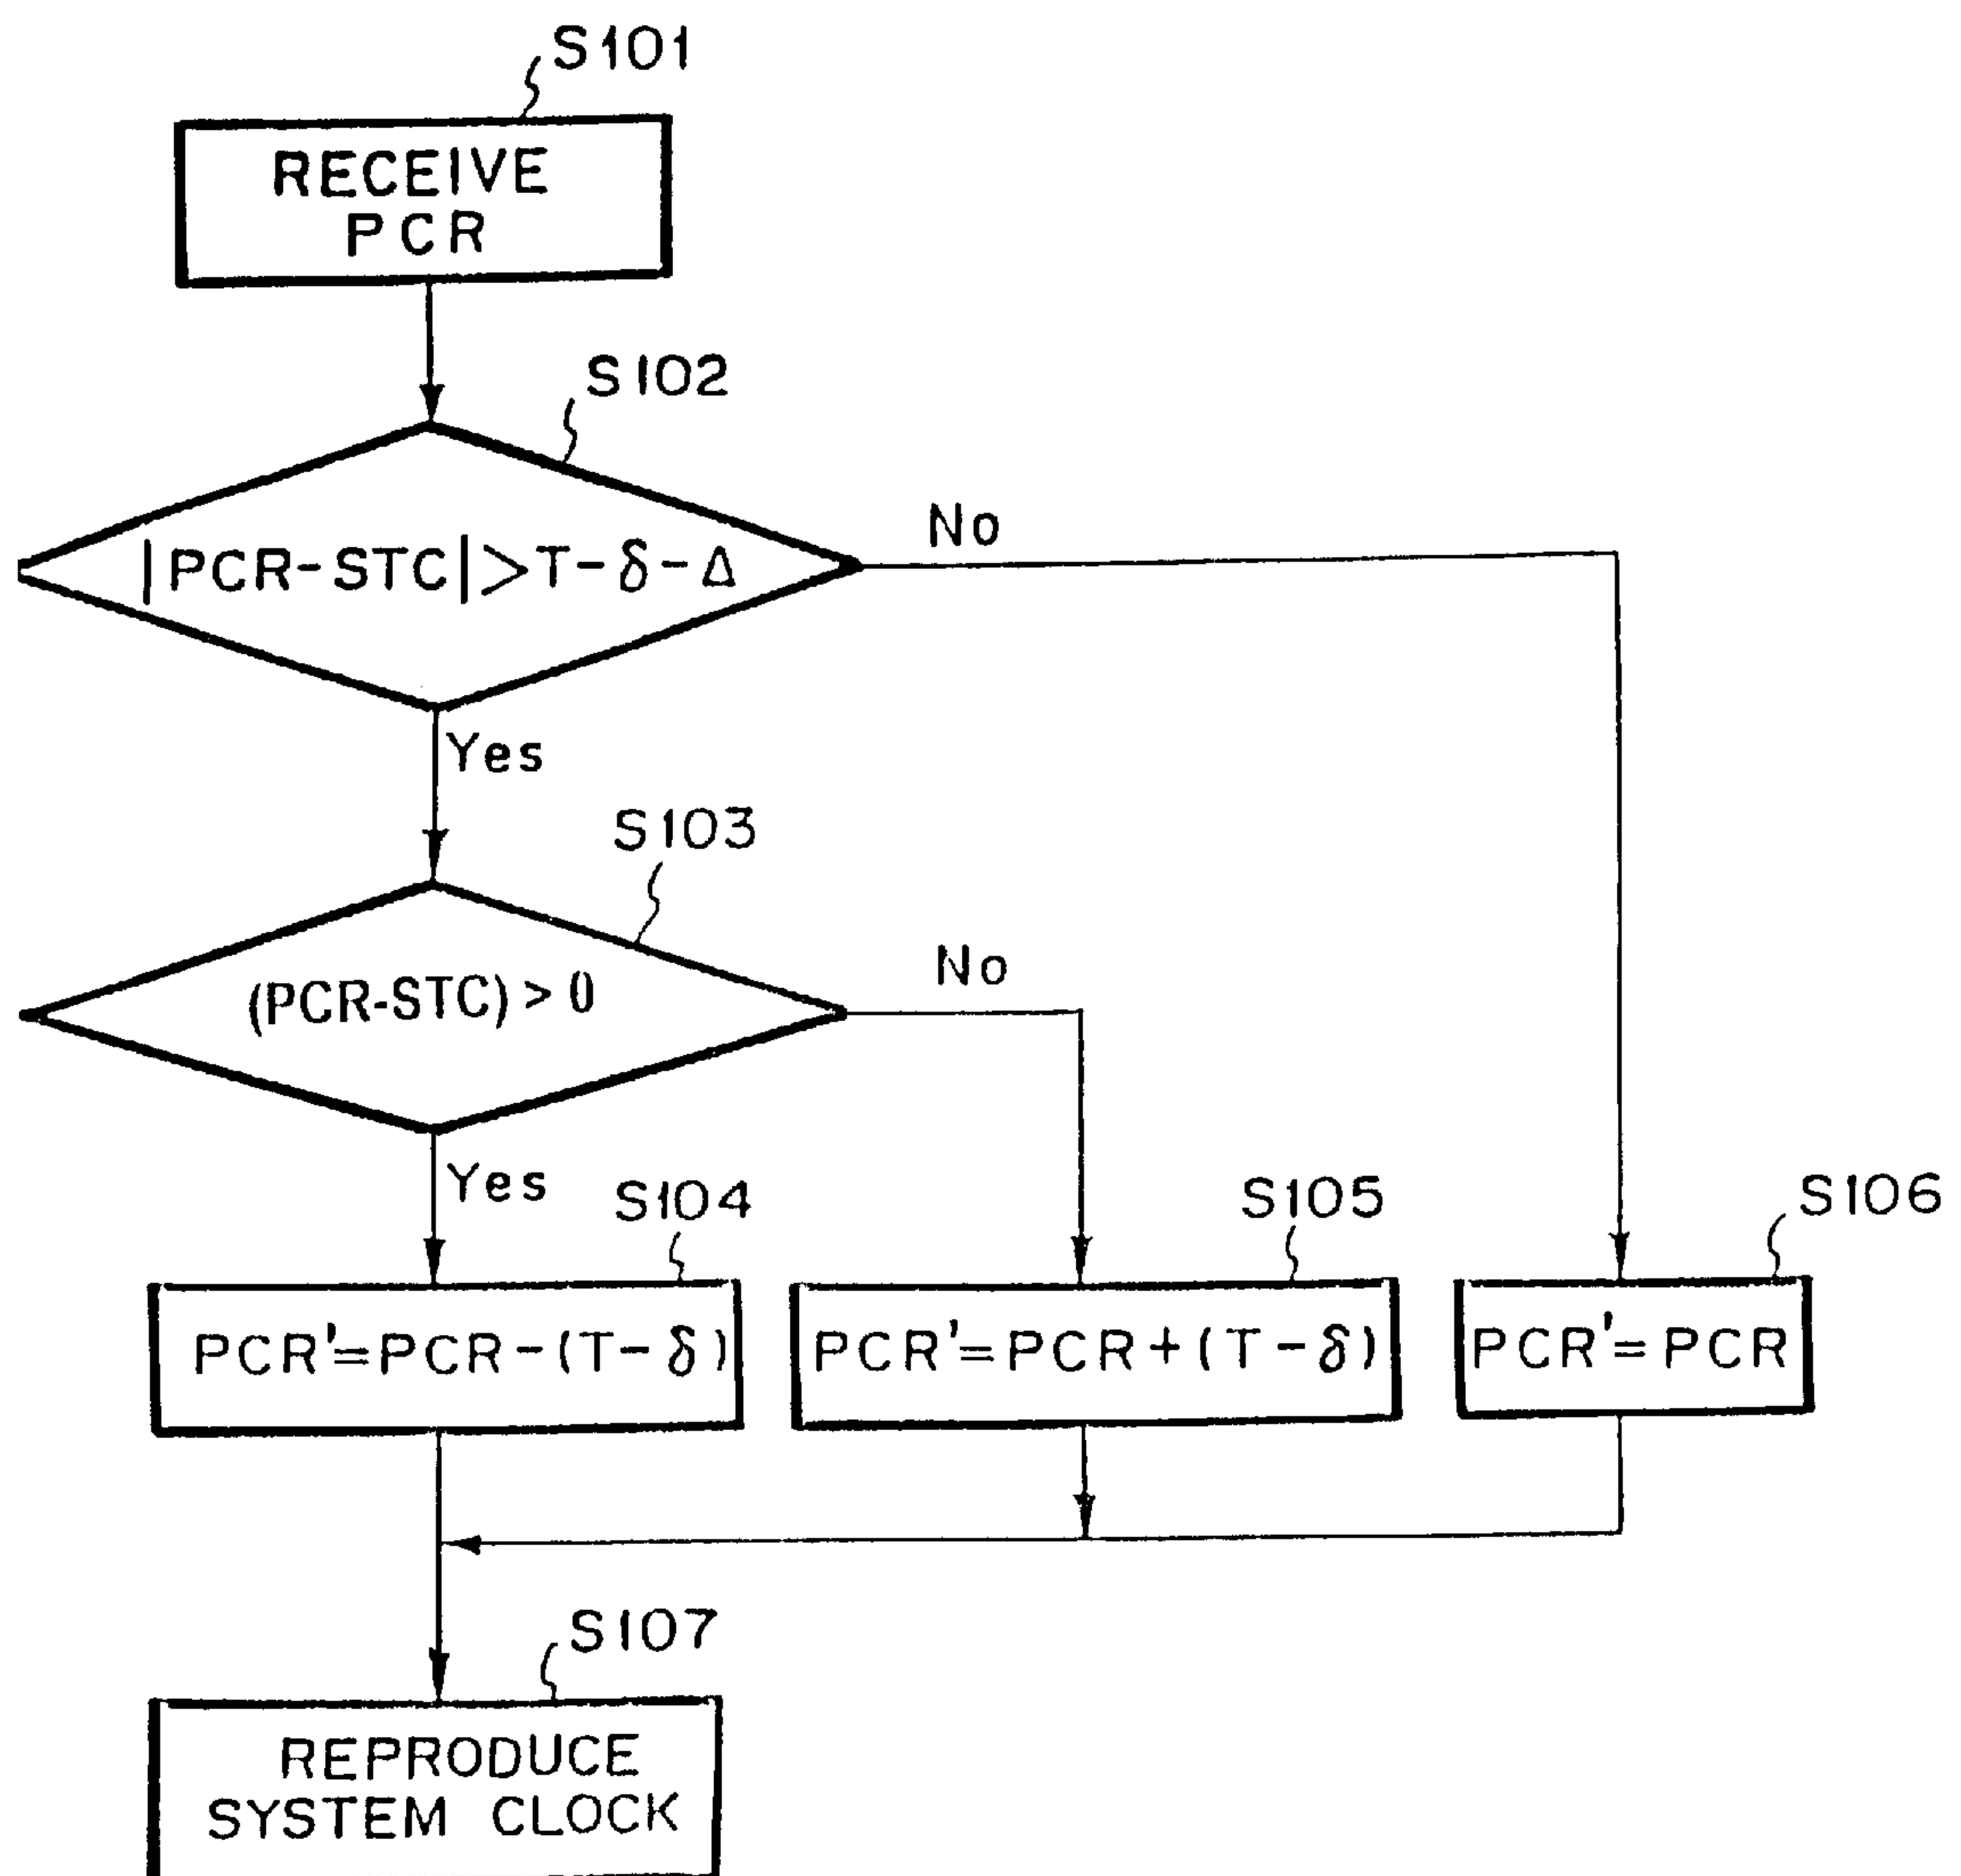 S101
RECEIVE
PCR
S102
|PCR-STC|>T-δ-Δ
No
Yes
S103
(PCR-STC) > 0
No
Yes
S104
S105
S106
PCR'=PCR-(T-δ)
PCR'=PCR+(T-δ)
PCR'=PCR
S107
REPRODUCE
SYSTEM CLOCK